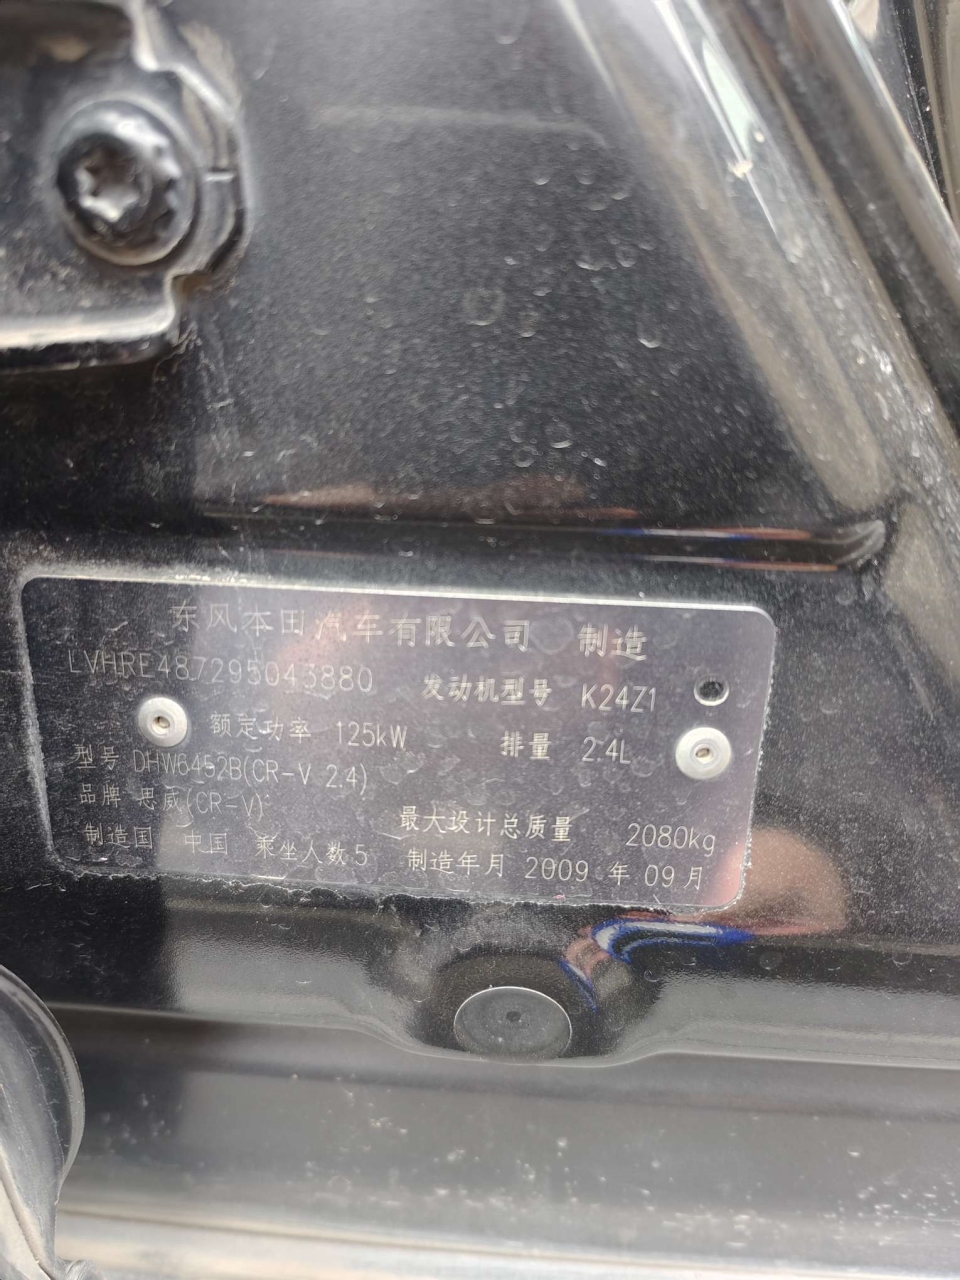 东风本田汽车有限公司 制造
LVHRE487295043880 发动机型号 K24Z1
额定功率 125kW 排量 2.4L
型号 DHW6452B(CR-V 2.4)
品牌 思威(CR-V)
最大设计总质量 2080kg
制造国 中国 乘坐人数 5 制造年月 2009 年 09 月